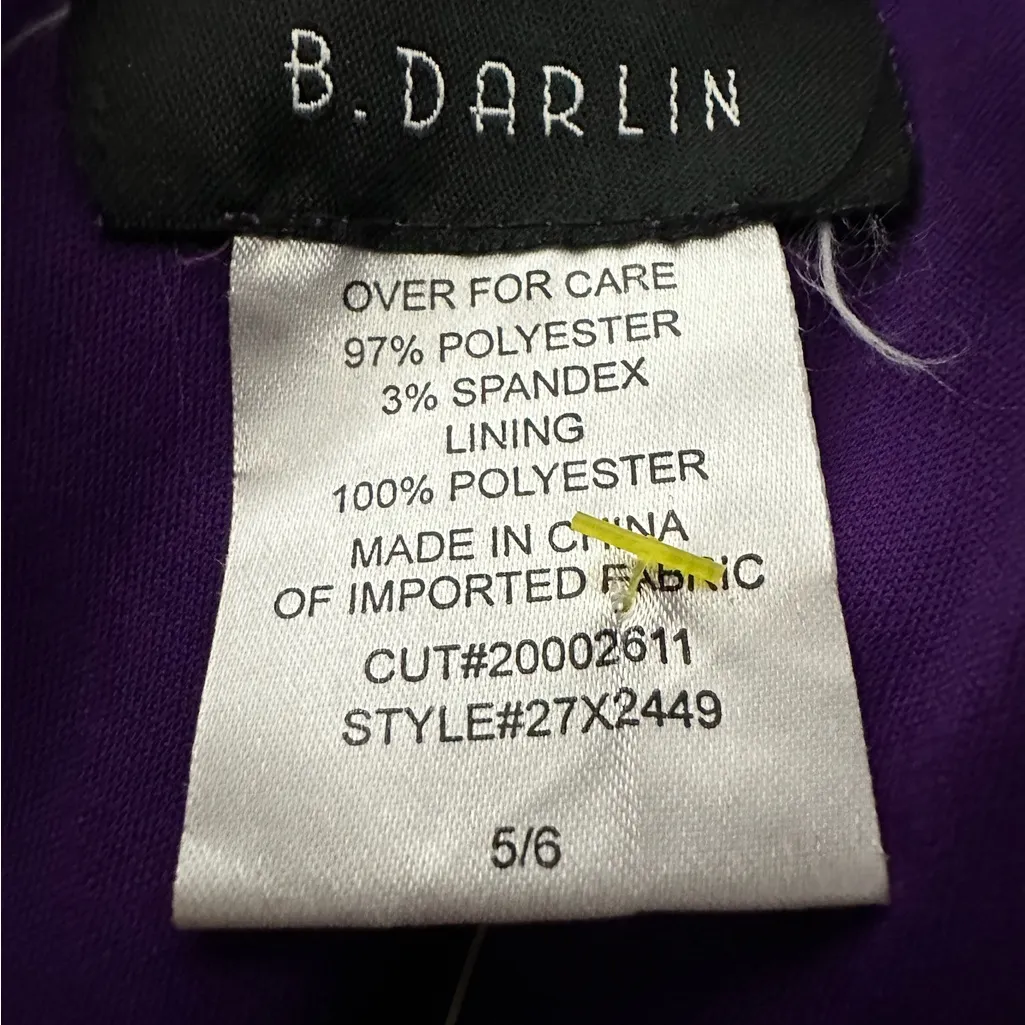 B. DARLIN
OVER FOR CARE
97% POLYESTER
3% SPANDEX
LINING
100% POLYESTER
MADE IN CHINA
OF IMPORTED FABRIC
CUT#20002611
STYLE#27X2449
5/6